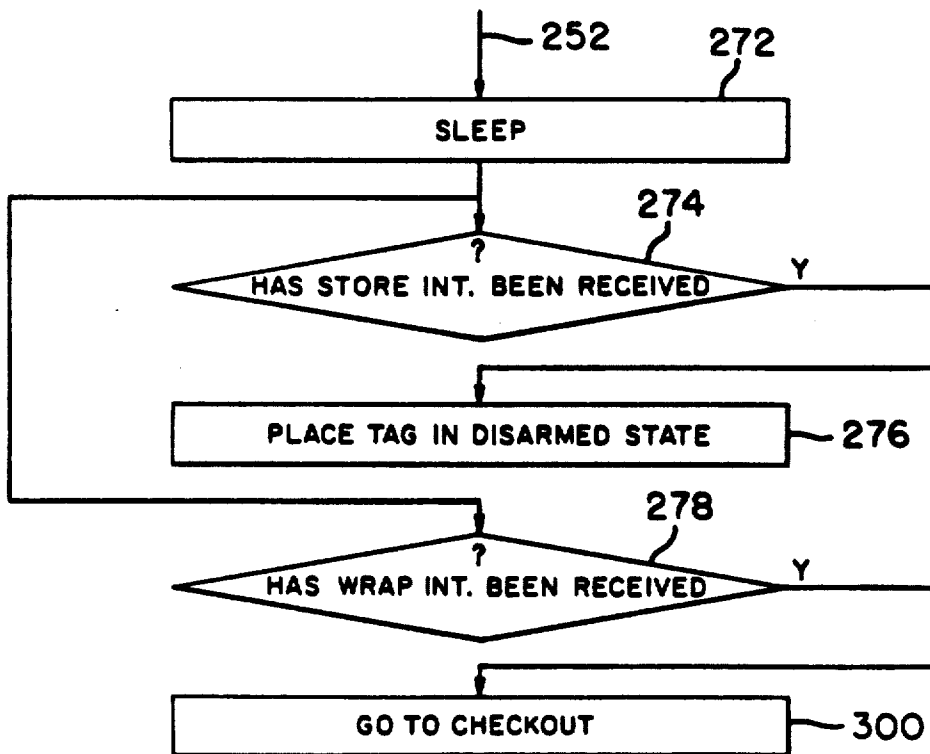 252
272
SLEEP
274
?
HAS STORE INT. BEEN RECEIVED
Y
PLACE TAG IN DISARMED STATE
276
278
?
HAS WRAP INT. BEEN RECEIVED
Y
GO TO CHECKOUT
300